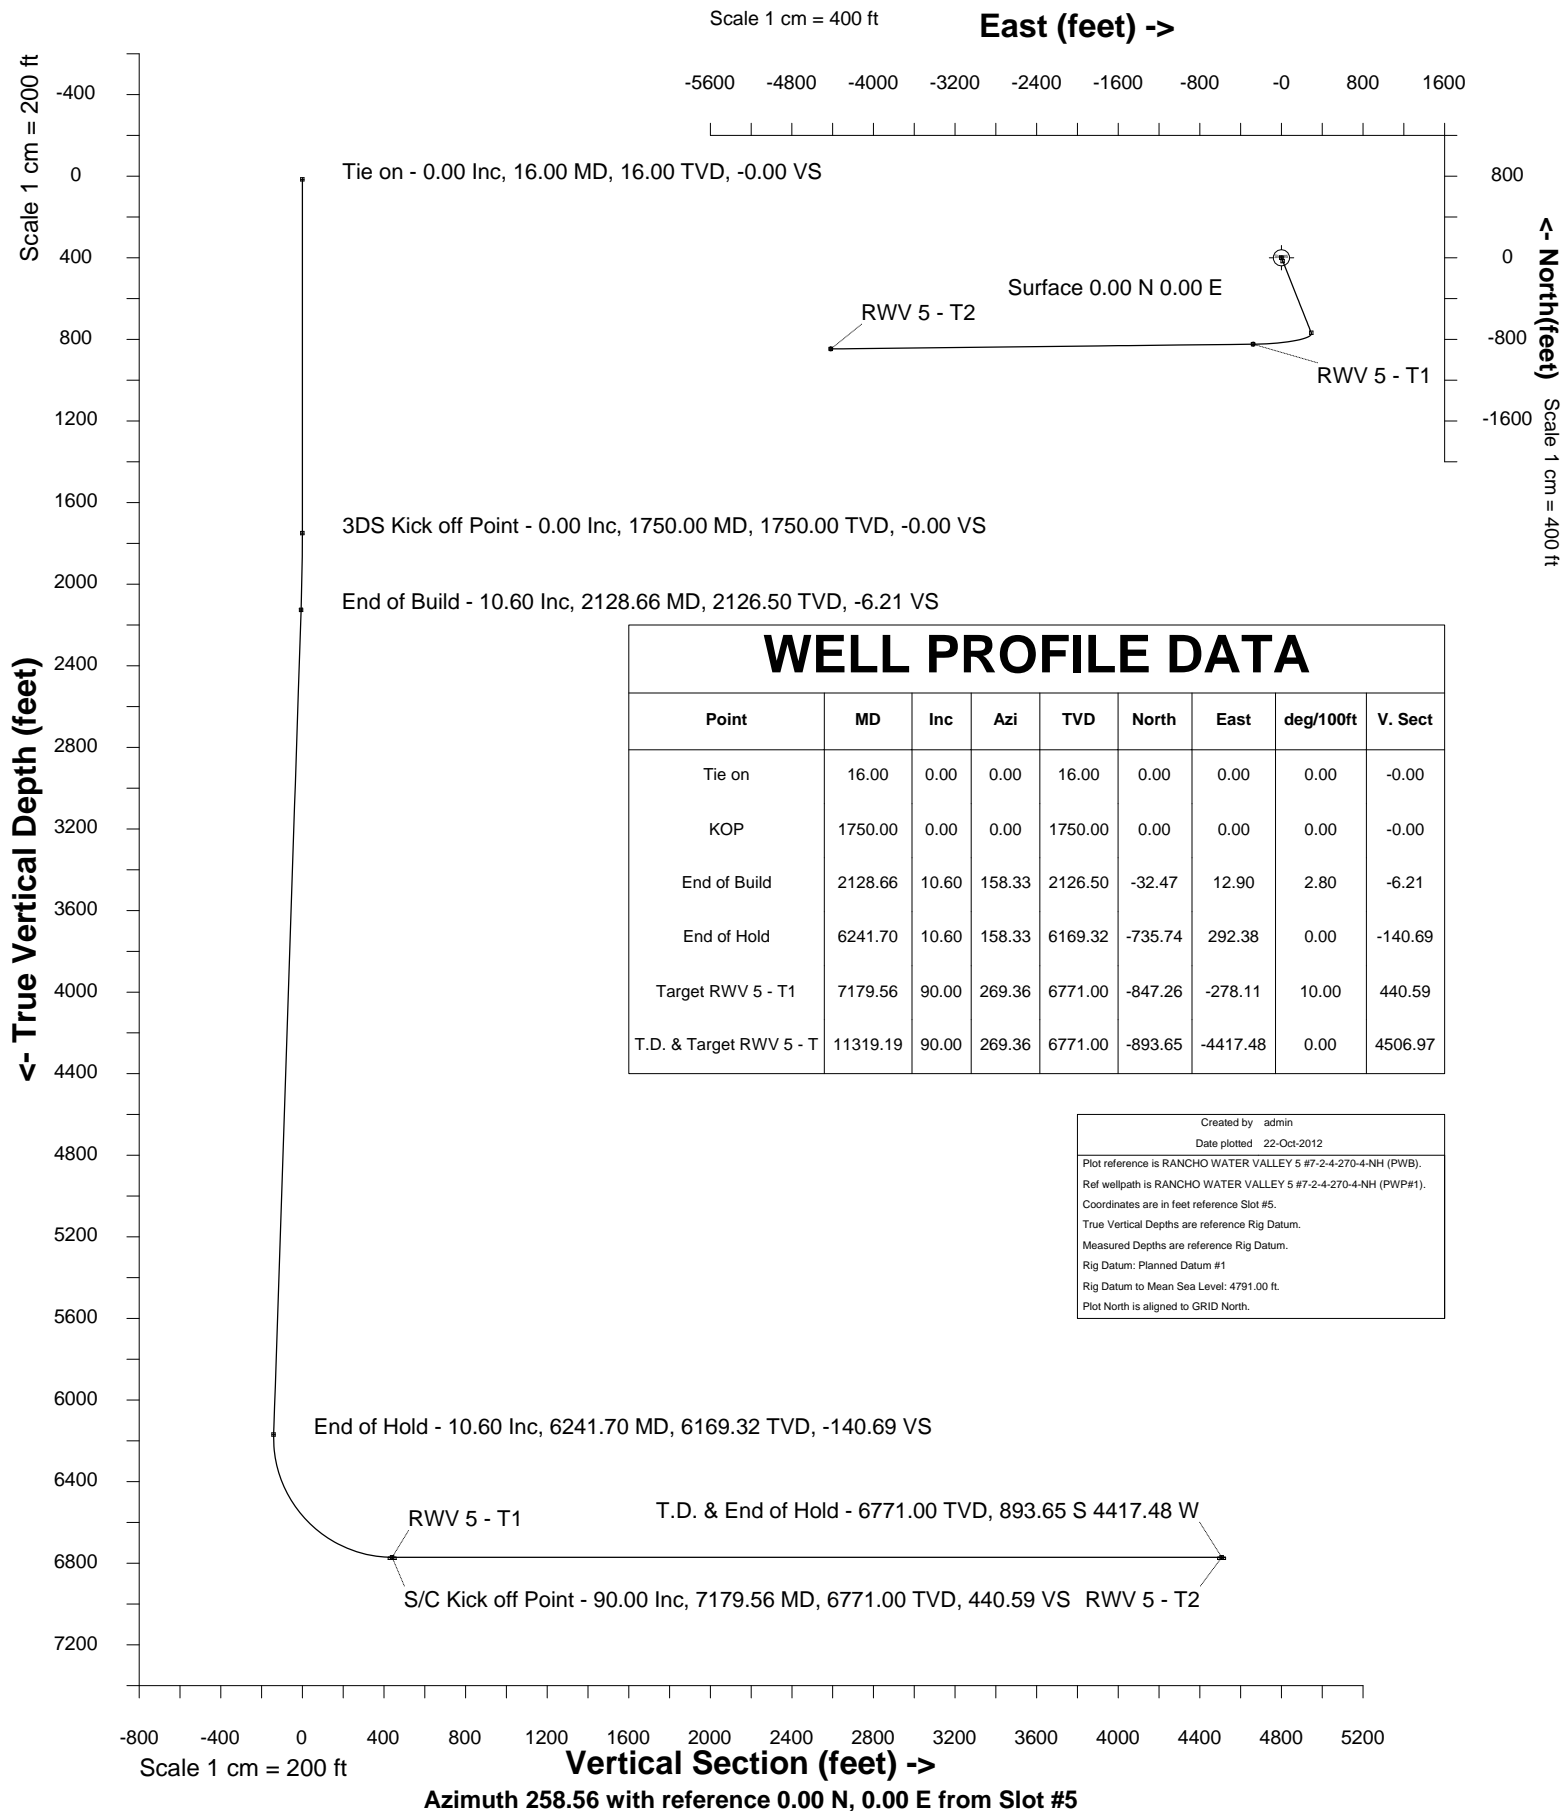 Scale 1 cm = 400 ft
East (feet) ->
-5600 -4800 -4000 -3200 -2400 -1600 -800 -0 800 1600
Scale 1 cm = 200 ft
-400
0
400
800
1200
1600
2000
2400
2800
3200
3600
4000
4400
4800
5200
5600
6000
6400
6800
7200
<- True Vertical Depth (feet)
800
0
-800
-1600
<- North(feet)
Scale 1 cm = 400 ft
Tie on - 0.00 Inc, 16.00 MD, 16.00 TVD, -0.00 VS
Surface 0.00 N 0.00 E
RWV 5 - T2
RWV 5 - T1
3DS Kick off Point - 0.00 Inc, 1750.00 MD, 1750.00 TVD, -0.00 VS
End of Build - 10.60 Inc, 2128.66 MD, 2126.50 TVD, -6.21 VS
WELL PROFILE DATA
Point MD Inc Azi TVD North East deg/100ft V. Sect
Tie on 16.00 0.00 0.00 16.00 0.00 0.00 0.00 -0.00
KOP 1750.00 0.00 0.00 1750.00 0.00 0.00 0.00 -0.00
End of Build 2128.66 10.60 158.33 2126.50 -32.47 12.90 2.80 -6.21
End of Hold 6241.70 10.60 158.33 6169.32 -735.74 292.38 0.00 -140.69
Target RWV 5 - T1 7179.56 90.00 269.36 6771.00 -847.26 -278.11 10.00 440.59
T.D. & Target RWV 5 - T 11319.19 90.00 269.36 6771.00 -893.65 -4417.48 0.00 4506.97
Created by admin
Date plotted 22-Oct-2012
Plot reference is RANCHO WATER VALLEY 5 #7-2-4-270-4-NH (PWB).
Ref wellpath is RANCHO WATER VALLEY 5 #7-2-4-270-4-NH (PWP#1).
Coordinates are in feet reference Slot #5.
True Vertical Depths are reference Rig Datum.
Measured Depths are reference Rig Datum.
Rig Datum: Planned Datum #1
Rig Datum to Mean Sea Level: 4791.00 ft.
Plot North is aligned to GRID North.
End of Hold - 10.60 Inc, 6241.70 MD, 6169.32 TVD, -140.69 VS
RWV 5 - T1
T.D. & End of Hold - 6771.00 TVD, 893.65 S 4417.48 W
S/C Kick off Point - 90.00 Inc, 7179.56 MD, 6771.00 TVD, 440.59 VS
RWV 5 - T2
-800 -400 0 400 800 1200 1600 2000 2400 2800 3200 3600 4000 4400 4800 5200
Scale 1 cm = 200 ft
Vertical Section (feet) ->
Azimuth 258.56 with reference 0.00 N, 0.00 E from Slot #5